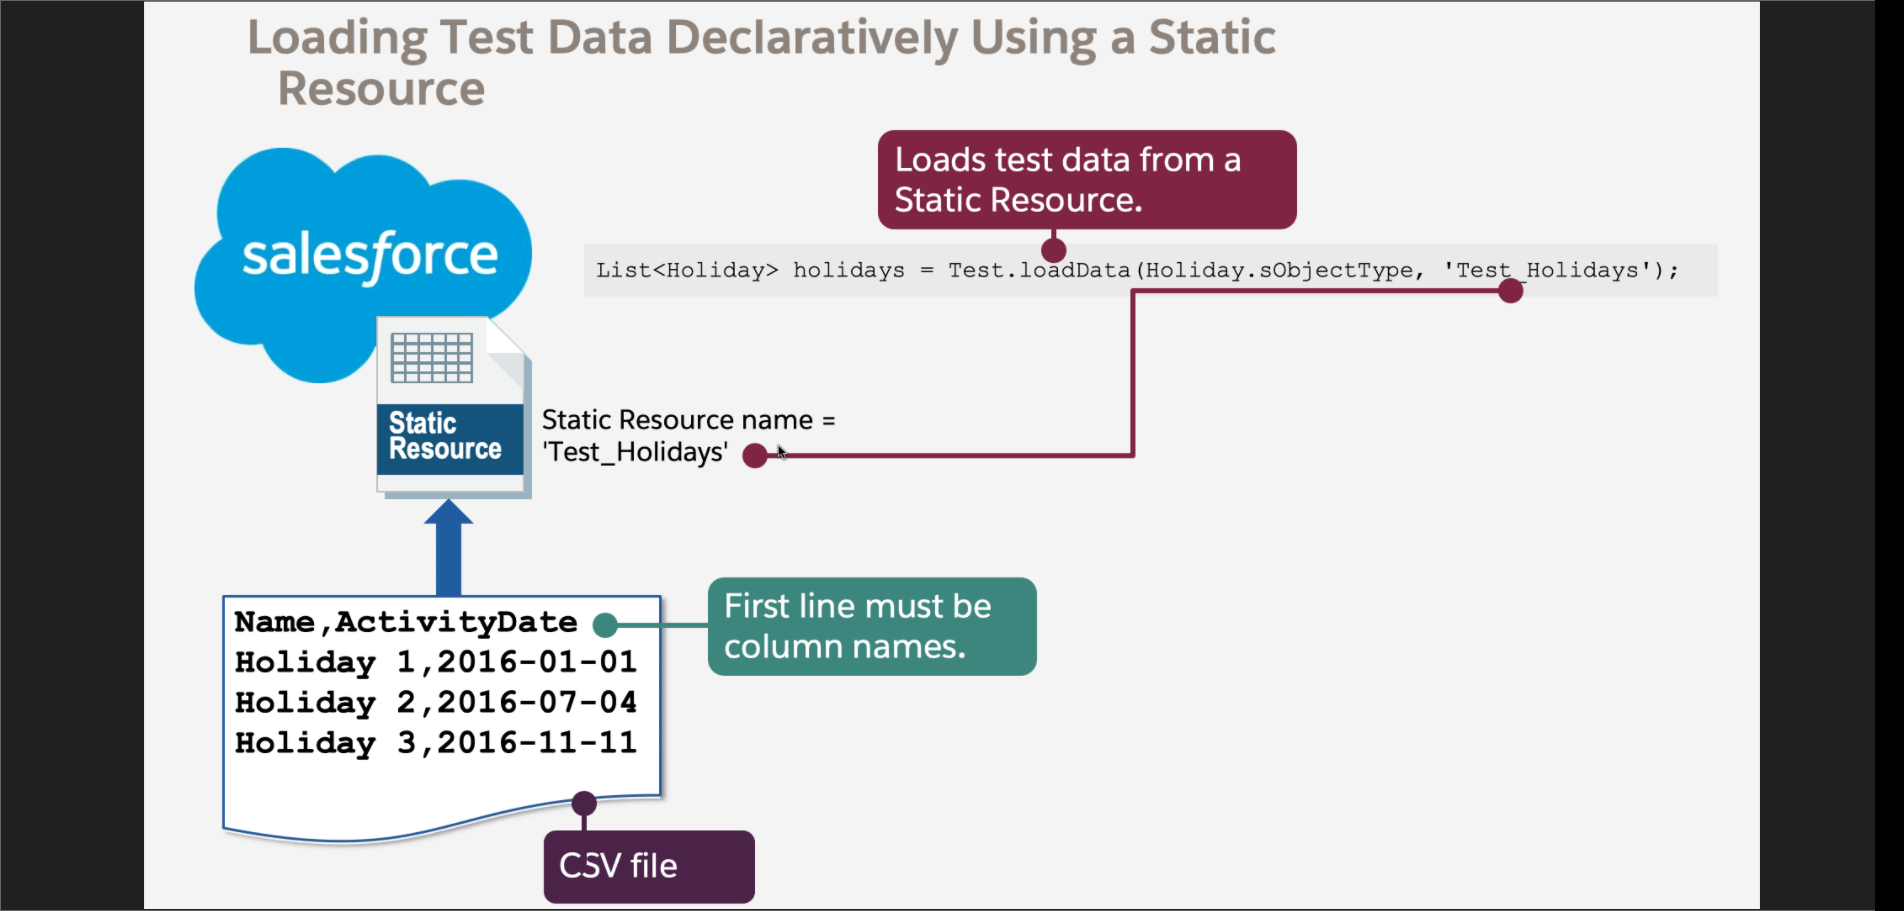 Loading Test Data Declaratively Using a Static
Resource
Loads test data from a
Static Resource.
salesforce
List<Holiday> holidays = Test.loadData(Holiday.sObjectType, 'Test_Holidays');
Static
Resource
Static Resource name =
'Test_Holidays'
Name,ActivityDate
Holiday 1,2016-01-01
Holiday 2,2016-07-04
Holiday 3,2016-11-11
First line must be
column names.
CSV file